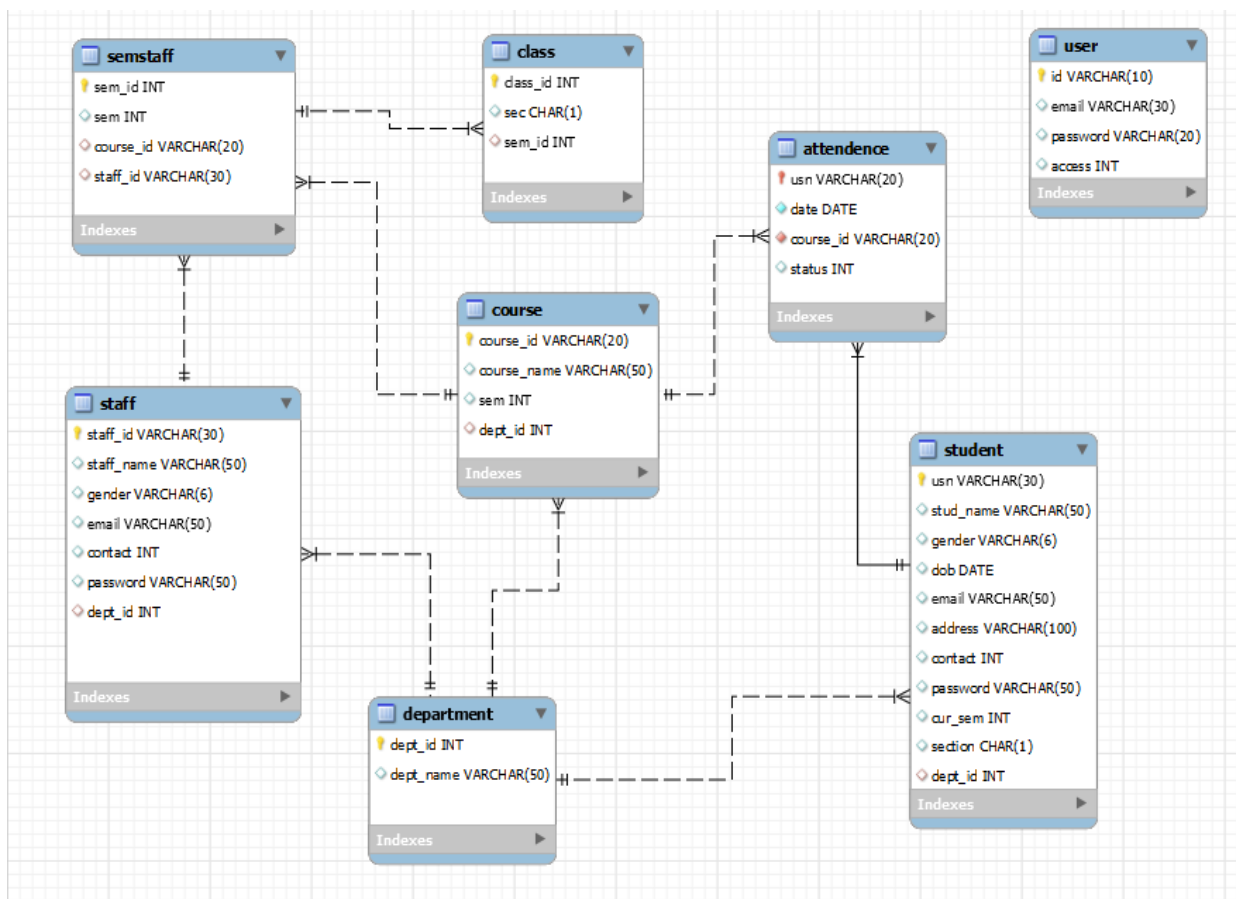 semstaff
sem_id INT
sem INT
course_id VARCHAR(20)
staff_id VARCHAR(30)
Indexes
class
class_id INT
sec CHAR(1)
sem_id INT
Indexes
user
id VARCHAR(10)
email VARCHAR(30)
password VARCHAR(20)
access INT
Indexes
attendence
usn VARCHAR(20)
date DATE
course_id VARCHAR(20)
status INT
Indexes
course
course_id VARCHAR(20)
course_name VARCHAR(50)
sem INT
dept_id INT
Indexes
staff
staff_id VARCHAR(30)
staff_name VARCHAR(50)
gender VARCHAR(6)
email VARCHAR(50)
contact INT
password VARCHAR(50)
dept_id INT
Indexes
student
usn VARCHAR(30)
stud_name VARCHAR(50)
gender VARCHAR(6)
dob DATE
email VARCHAR(50)
address VARCHAR(100)
contact INT
password VARCHAR(50)
cur_sem INT
section CHAR(1)
dept_id INT
Indexes
department
dept_id INT
dept_name VARCHAR(50)
Indexes